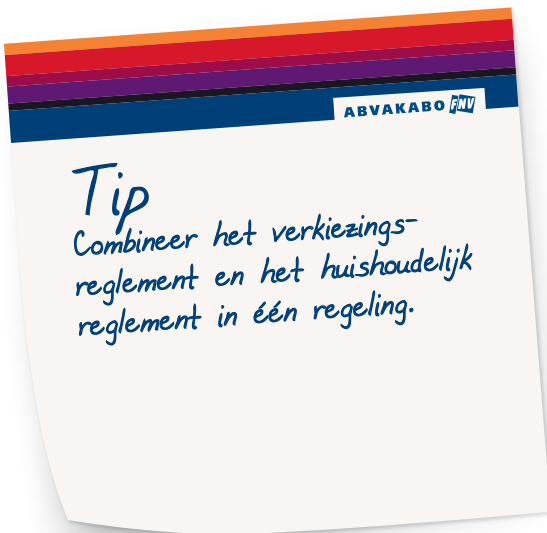 ABVAKABO FNV
Tip
Combineer het verkiezings-
reglement en het huishoudelijk
reglement in één regeling.